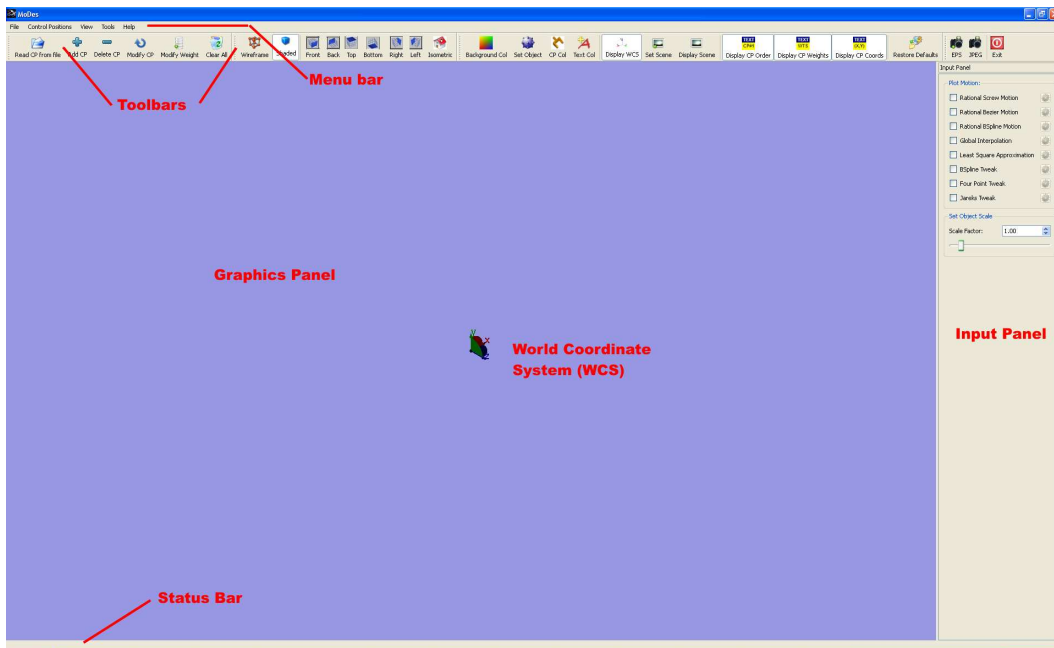 MoDes
File Control Positions View Tools Help
Read CP from file Add CP Delete CP Modify CP Modify Weight Clear All Wireframe Shaded Front Back Top Bottom Right Left Isometric Background Col Set Object CP Col Text Col Display WCS Set Scene Display Scene Display CP Order Display CP Weights Display CP Coords Restore Defaults EPS JPEG Exit
Menu bar
Toolbars
Input Panel
Plot Motion:
Rational Screw Motion
Rational Bezier Motion
Rational BSpline Motion
Global Interpolation
Least Square Approximation
BSpline Tweak
Four Point Tweak
Jareks Tweak
Set Object Scale
Scale Factor: 1.00
Graphics Panel
Input Panel
World Coordinate
System (WCS)
Status Bar